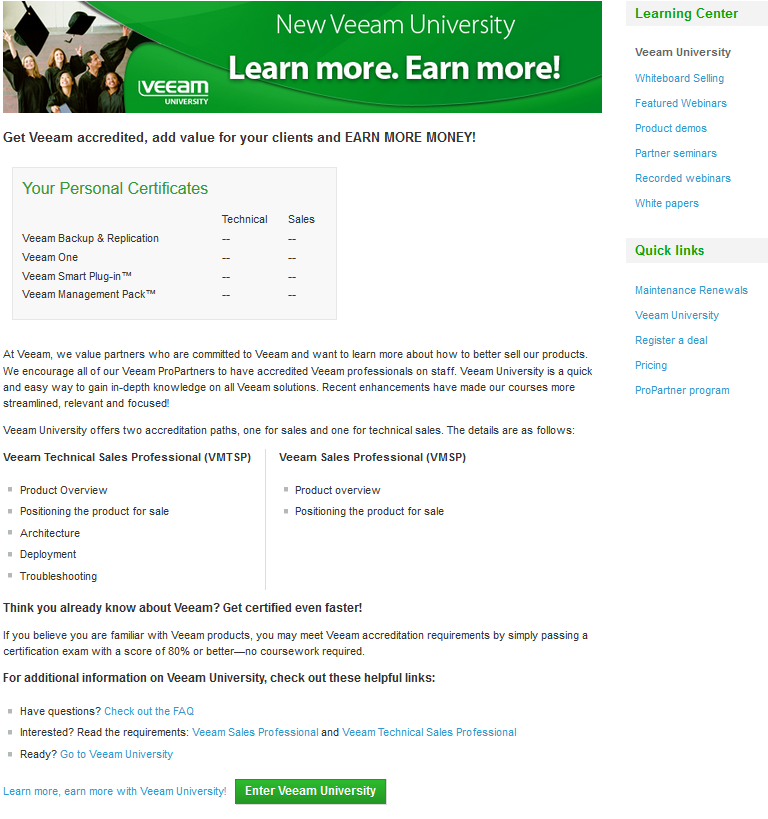 New Veeam University
Learn more. Earn more!
veeam
UNIVERSITY
Get Veeam accredited, add value for your clients and EARN MORE MONEY!
Your Personal Certificates
Technical Sales
Veeam Backup & Replication -- --
Veeam One -- --
Veeam Smart Plug-in™ -- --
Veeam Management Pack™ -- --
At Veeam, we value partners who are committed to Veeam and want to learn more about how to better sell our products.
We encourage all of our Veeam ProPartners to have accredited Veeam professionals on staff. Veeam University is a quick
and easy way to gain in-depth knowledge on all Veeam solutions. Recent enhancements have made our courses more
streamlined, relevant and focused!
Veeam University offers two accreditation paths, one for sales and one for technical sales. The details are as follows:
Veeam Technical Sales Professional (VMTSP)
Product Overview
Positioning the product for sale
Architecture
Deployment
Troubleshooting
Veeam Sales Professional (VMSP)
Product overview
Positioning the product for sale
Think you already know about Veeam? Get certified even faster!
If you believe you are familiar with Veeam products, you may meet Veeam accreditation requirements by simply passing a
certification exam with a score of 80% or better—no coursework required.
For additional information on Veeam University, check out these helpful links:
Have questions? Check out the FAQ
Interested? Read the requirements: Veeam Sales Professional and Veeam Technical Sales Professional
Ready? Go to Veeam University
Learn more, earn more with Veeam University! Enter Veeam University
Learning Center
Veeam University
Whiteboard Selling
Featured Webinars
Product demos
Partner seminars
Recorded webinars
White papers
Quick links
Maintenance Renewals
Veeam University
Register a deal
Pricing
ProPartner program